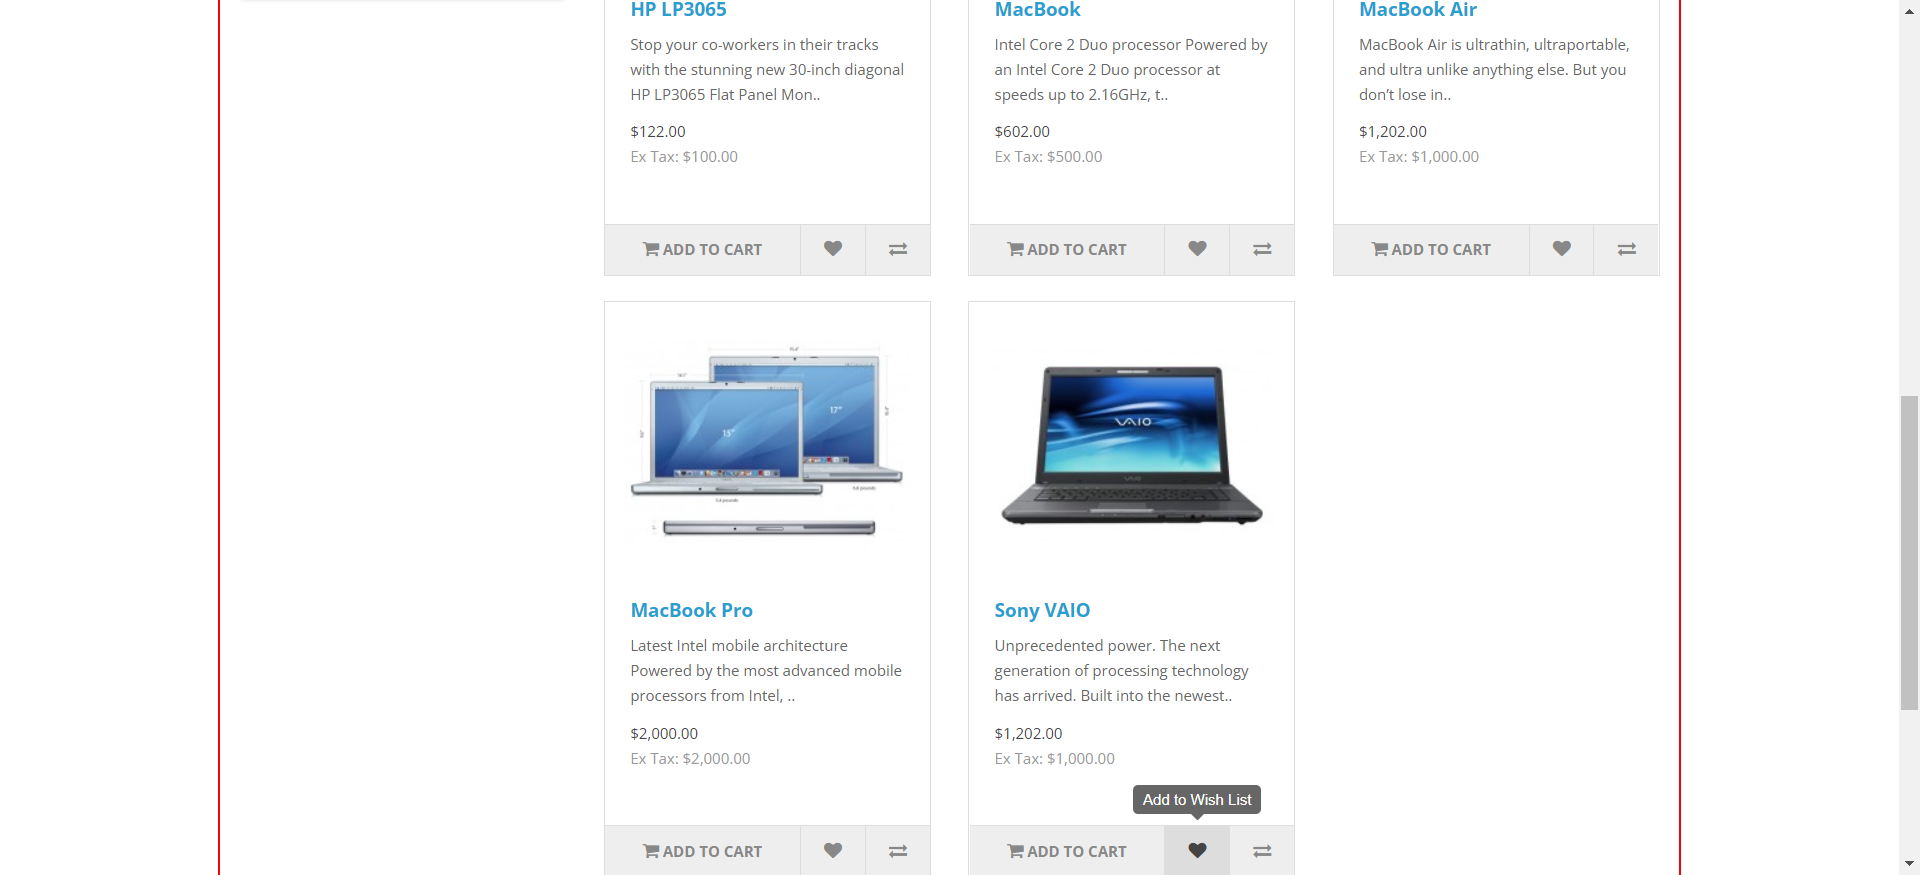 HP LP3065
Stop your co-workers in their tracks
with the stunning new 30-inch diagonal
HP LP3065 Flat Panel Mon..
$122.00
Ex Tax: $100.00
ADD TO CART
MacBook
Intel Core 2 Duo processor Powered by
an Intel Core 2 Duo processor at
speeds up to 2.16GHz, t..
$602.00
Ex Tax: $500.00
ADD TO CART
MacBook Air
MacBook Air is ultrathin, ultraportable,
and ultra unlike anything else. But you
don't lose in..
$1,202.00
Ex Tax: $1,000.00
ADD TO CART
17"
15"
MacBook Pro
Latest Intel mobile architecture
Powered by the most advanced mobile
processors from Intel, ..
$2,000.00
Ex Tax: $2,000.00
ADD TO CART
VAIO
Sony VAIO
Unprecedented power. The next
generation of processing technology
has arrived. Built into the newest..
$1,202.00
Ex Tax: $1,000.00
Add to Wish List
ADD TO CART